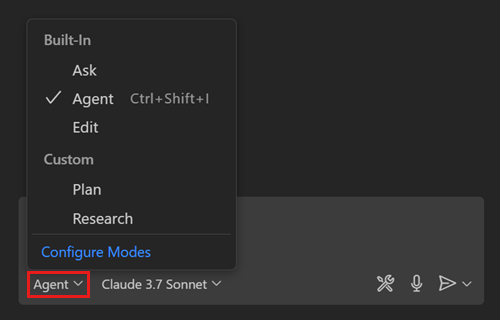 Built-In
Ask
Agent Ctrl+Shift+I
Edit
Custom
Plan
Research
Configure Modes
Agent Claude 3.7 Sonnet